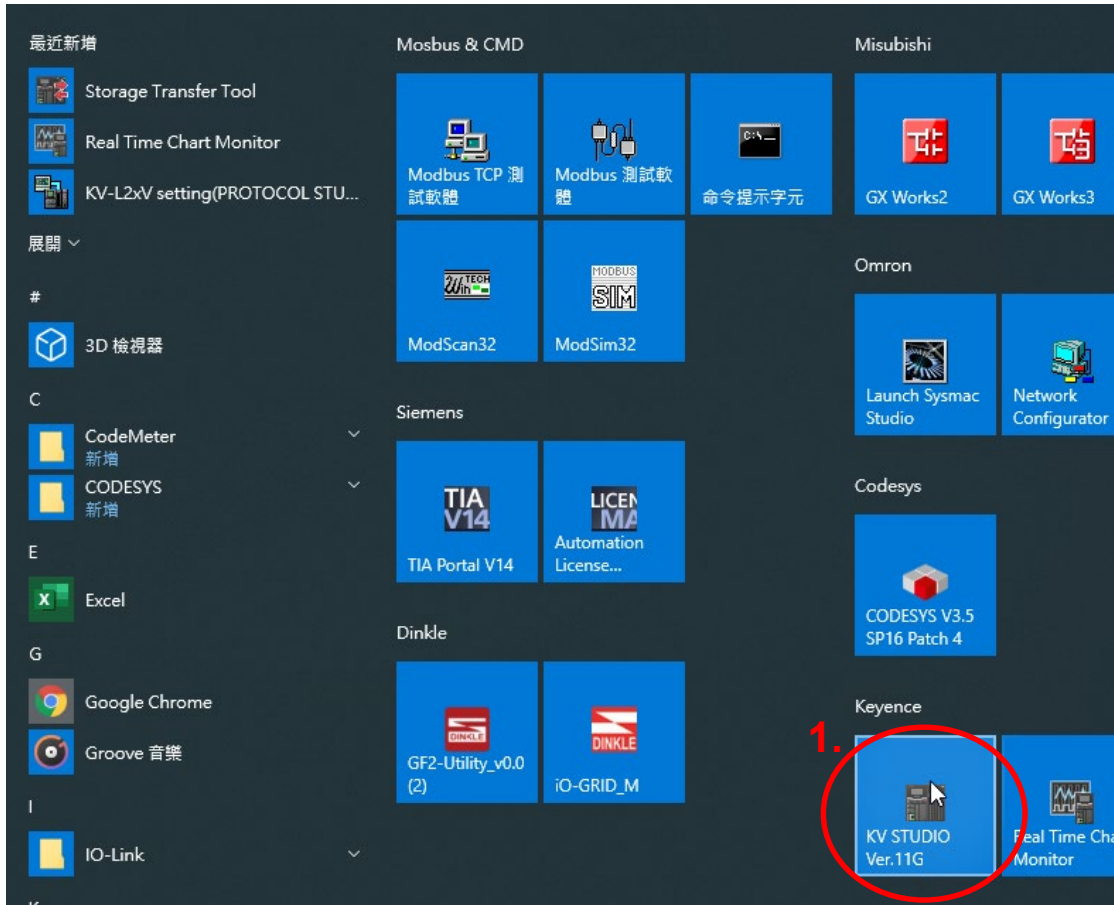 最近新增
Storage Transfer Tool
Real Time Chart Monitor
KV-L2xV setting(PROTOCOL STU...
展開
#
3D 檢視器
C
CodeMeter
新增
CODESYS
新增
E
Excel
G
Google Chrome
Groove 音樂
I
IO-Link
Mosbus & CMD
Modbus TCP 測
試軟體
Modbus 測試軟
體
C:\
命令提示字元
WinTECH
ModScan32
MODBUS
SIM
ModSim32
Siemens
TIA
V14
TIA Portal V14
LICEN
MA
Automation
License...
Dinkle
DINKLE
GF2-Utility_v0.0
(2)
DINKLE
iO-GRID_M
Misubishi
GX Works2
GX Works3
Omron
Launch Sysmac
Studio
Network
Configurator
Codesys
CODESYS V3.5
SP16 Patch 4
Keyence
1.
KV STUDIO
Ver.11G
Real Time Cha
Monitor